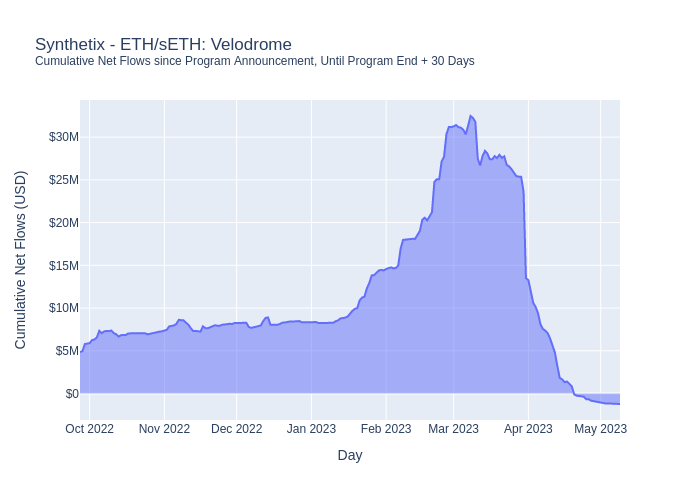 Synthetix - ETH/sETH: Velodrome
Cumulative Net Flows since Program Announcement, Until Program End + 30 Days
Cumulative Net Flows (USD)
$30M
$25M
$20M
$15M
$10M
$5M
$0
Oct 2022 Nov 2022 Dec 2022 Jan 2023 Feb 2023 Mar 2023 Apr 2023 May 2023
Day